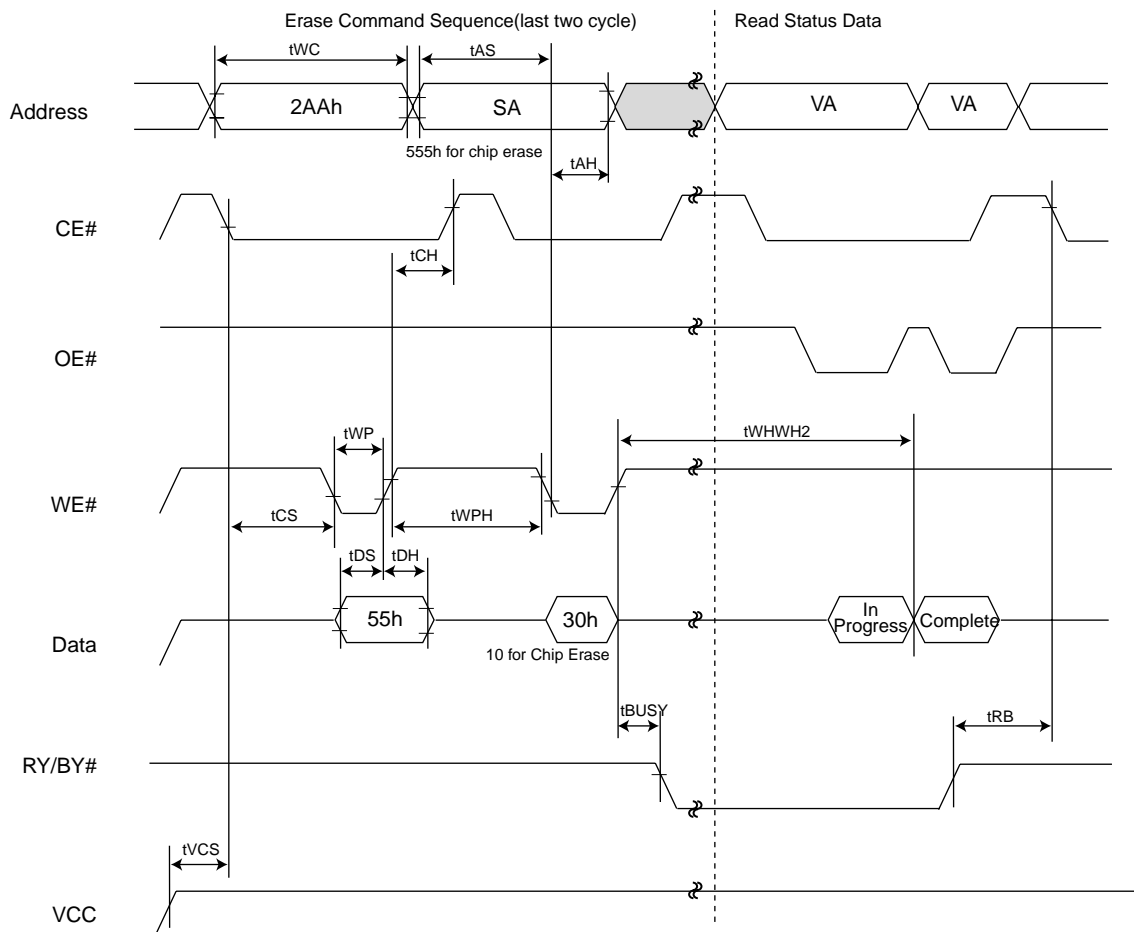 Erase Command Sequence(last two cycle)
Read Status Data
tWC
tAS
Address
2AAh
SA
VA
VA
555h for chip erase
tAH
CE#
tCH
OE#
tWP
tWHWH2
WE#
tCS
tWPH
tDS
tDH
Data
55h
30h
In
Progress
Complete
10 for Chip Erase
tBUSY
tRB
RY/BY#
tVCS
VCC